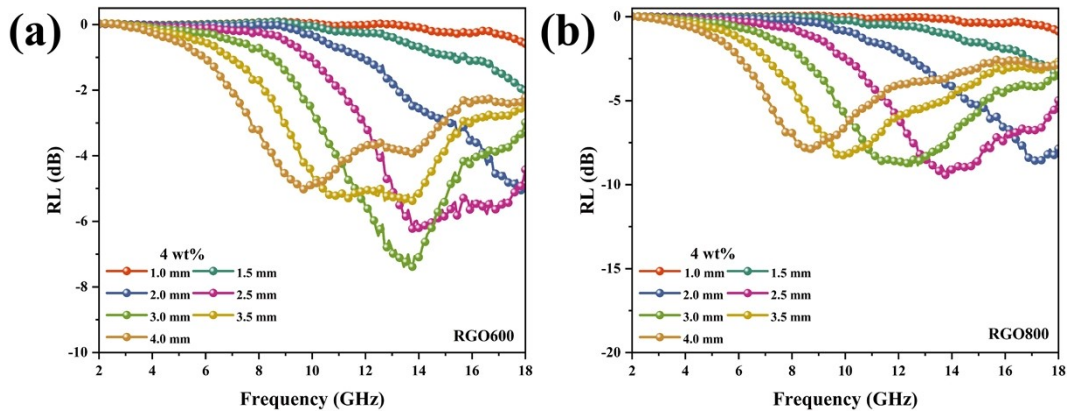 (a)
0
-2
-4
-6
-8
-10
RL (dB)
4 wt%
1.0 mm 1.5 mm
2.0 mm 2.5 mm
3.0 mm 3.5 mm
4.0 mm
RGO600
2 4 6 8 10 12 14 16 18
Frequency (GHz)
(b)
0
-5
-10
-15
-20
RL (dB)
4 wt%
1.0 mm 1.5 mm
2.0 mm 2.5 mm
3.0 mm 3.5 mm
4.0 mm
RGO800
2 4 6 8 10 12 14 16 18
Frequency (GHz)